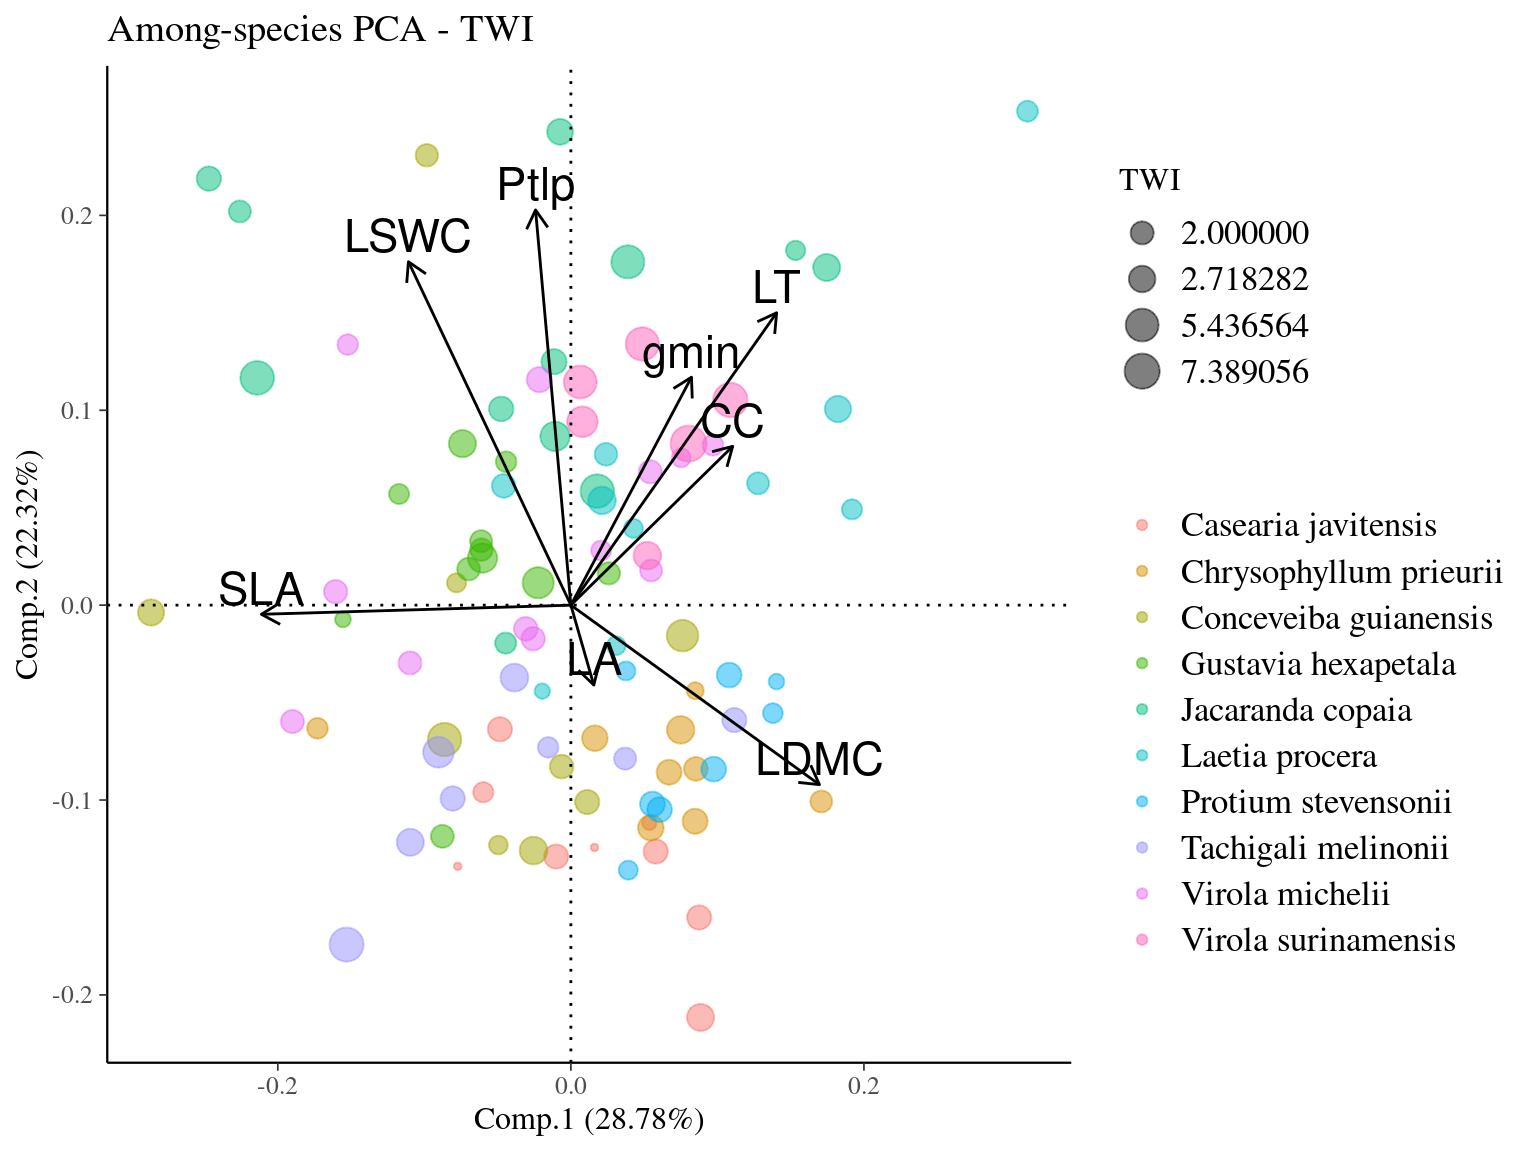 Among-species PCA - TWI
Comp.2 (22.32%)
0.2
0.1
0.0
-0.1
-0.2
Ptlp
LSWC
LT
gmin
CC
SLA
LA
LDMC
-0.2
0.0
0.2
Comp.1 (28.78%)
TWI
2.000000
2.718282
5.436564
7.389056
Casearia javitensis
Chrysophyllum prieurii
Conceveiba guianensis
Gustavia hexapetala
Jacaranda copaia
Laetia procera
Protium stevensonii
Tachigali melinonii
Virola michelii
Virola surinamensis